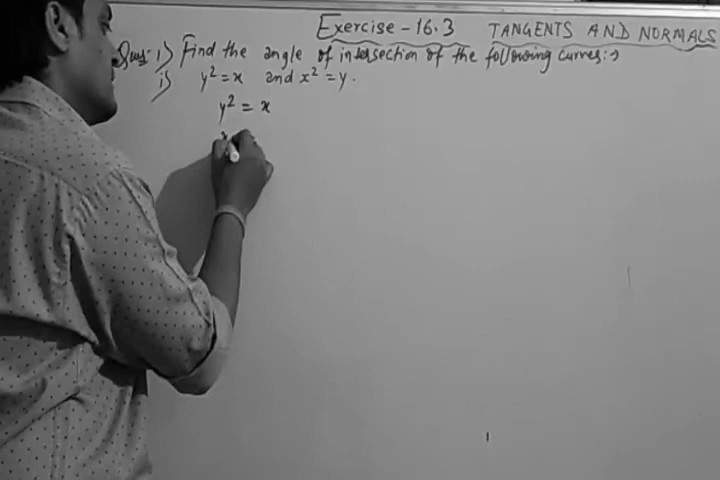 Exercise - 16.3 TANGENTS AND NORMALS
Ques: 1) Find the angle of intersection of the following curves:→
i) y² = x and x² = y.
y² = x
x